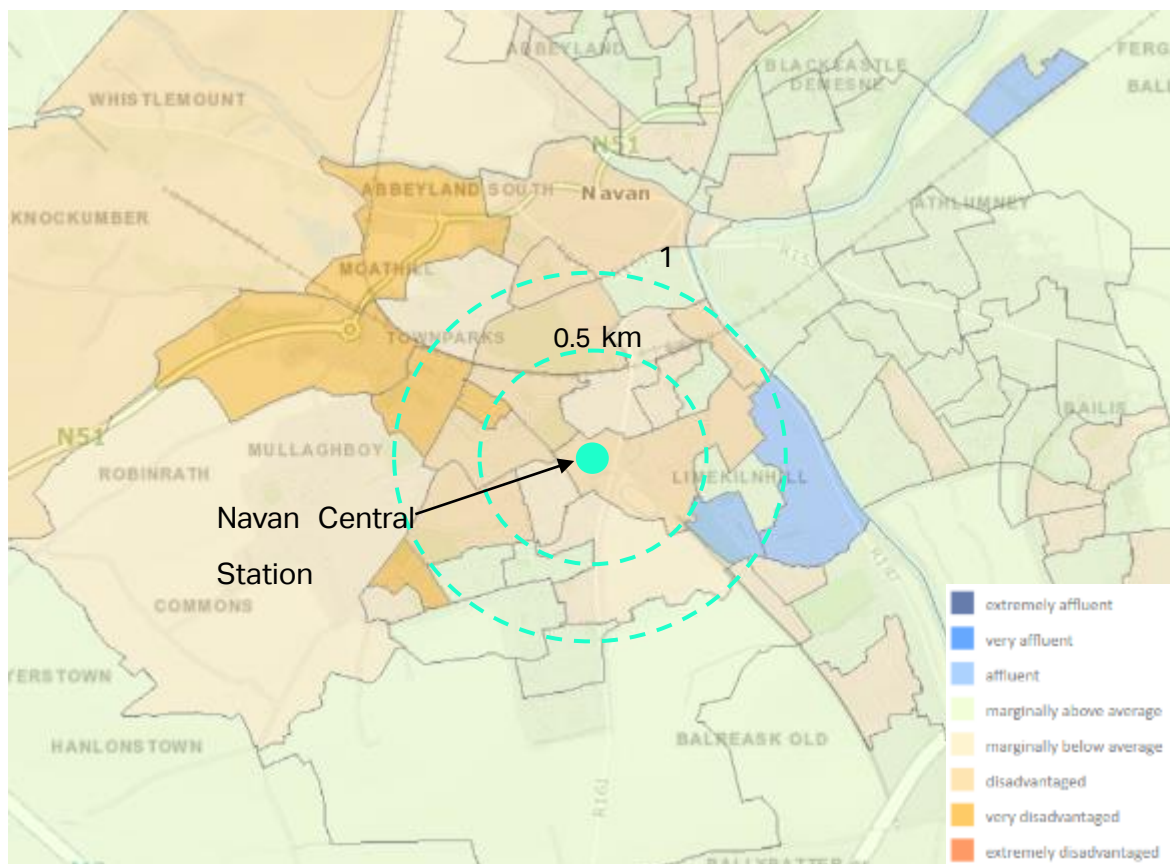 ABBEYLAND
BLACKCASTLE
DEMESNE
FERG
BALL
WHISTLEMOUNT
N51
ABBEYLAND SOUTH
Navan
KNOCKUMBER
ATHLUMNEY
MOATHILL
1
TOWNPARKS
0.5 km
N51
MULLAGHBOY
BAILIE
ROBINRATH
LIMEKILNHILL
Navan Central
Station
COMMONS
YERSTOWN
HANLONSTOWN
BALREASK OLD
R161
extremely affluent
very affluent
affluent
marginally above average
marginally below average
disadvantaged
very disadvantaged
extremely disadvantaged